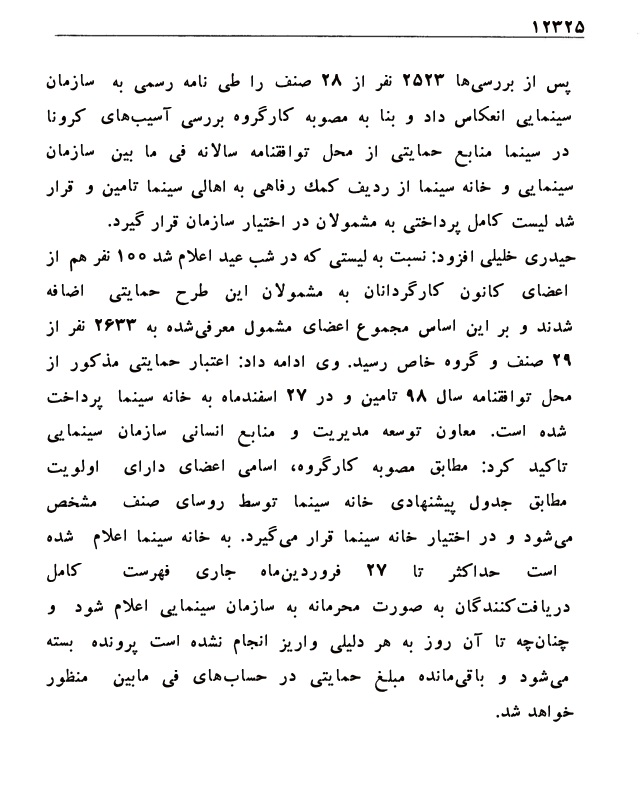 ۱۲۳۲۵
پس از بررسی‌ها ۲۵۲۳ نفر از ۲۸ صنف را طی نامه رسمی به سازمان
سینمایی انعکاس داد و بنا به مصوبه کارگروه بررسی آسیب‌های کرونا
در سینما منابع حمایتی از محل توافقنامه سالانه فی ما بین سازمان
سینمایی و خانه سینما از ردیف کمک رفاهی به اهالی سینما تامین و قرار
شد لیست کامل پرداختی به مشمولان در اختیار سازمان قرار گیرد.
حیدری خلیلی افزود: نسبت به لیستی که در شب عید اعلام شد ۱۰۰ نفر هم از
اعضای کانون کارگردانان به مشمولان این طرح حمایتی اضافه
شدند و بر این اساس مجموع اعضای مشمول معرفی‌شده به ۲۶۳۳ نفر از
۲۹ صنف و گروه خاص رسید. وی ادامه داد: اعتبار حمایتی مذکور از
محل توافقنامه سال ۹۸ تامین و در ۲۷ اسفندماه به خانه سینما پرداخت
شده است. معاون توسعه مدیریت و منابع انسانی سازمان سینمایی
تاکید کرد: مطابق مصوبه کارگروه، اسامی اعضای دارای اولویت
مطابق جدول پیشنهادی خانه سینما توسط روسای صنف مشخص
می‌شود و در اختیار خانه سینما قرار می‌گیرد. به خانه سینما اعلام شده
است حداکثر تا ۲۷ فروردین‌ماه جاری فهرست کامل
دریافت‌کنندگان به صورت محرمانه به سازمان سینمایی اعلام شود و
چنان‌چه تا آن روز به هر دلیلی واریز انجام نشده است پرونده بسته
می‌شود و باقی‌مانده مبلغ حمایتی در حساب‌های فی مابین منظور
خواهد شد.